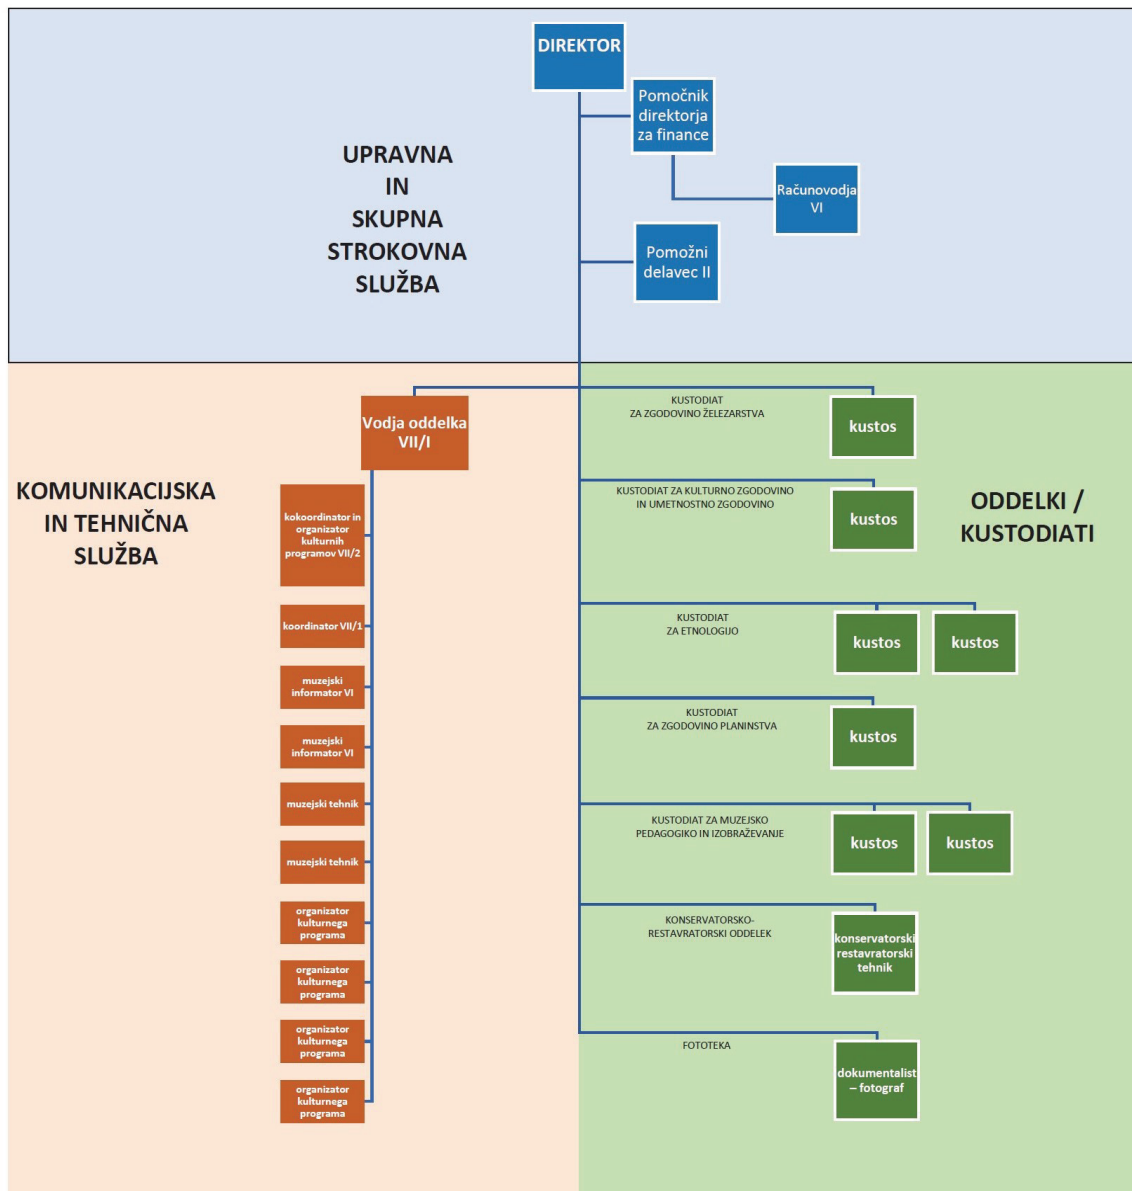 DIREKTOR
Pomočnik
direktorja
za finance
UPRAVNA
IN
SKUPNA
STROKOVNA
SLUŽBA
Računovodja
VI
Pomožni
delavec II
Vodja oddelka
VII/I
KOMUNIKACIJSKA
IN TEHNIČNA
SLUŽBA
kokoordinator in
organizator
kulturnih
programov VII/2
koordinator VII/1
muzejski
informator VI
muzejski
informator VI
muzejski tehnik
muzejski tehnik
organizator
kulturnega
programa
organizator
kulturnega
programa
organizator
kulturnega
programa
organizator
kulturnega
programa
ODDELKI /
KUSTODIATI
KUSTODIAT
ZA ZGODOVINO ŽELEZARSTVA
kustos
KUSTODIAT ZA KULTURNO ZGODOVINO
IN UMETNOSTNO ZGODOVINO
kustos
KUSTODIAT
ZA ETNOLOGIJO
kustos
kustos
KUSTODIAT
ZA ZGODOVINO PLANINSTVA
kustos
KUSTODIAT ZA MUZEJSKO
PEDAGOGIKO IN IZOBRAŽEVANJE
kustos
kustos
KONSERVATORSKO-
RESTAVRATORSKI ODDELEK
konservatorski
restavratorski
tehnik
FOTOTEKA
dokumentalist
– fotograf